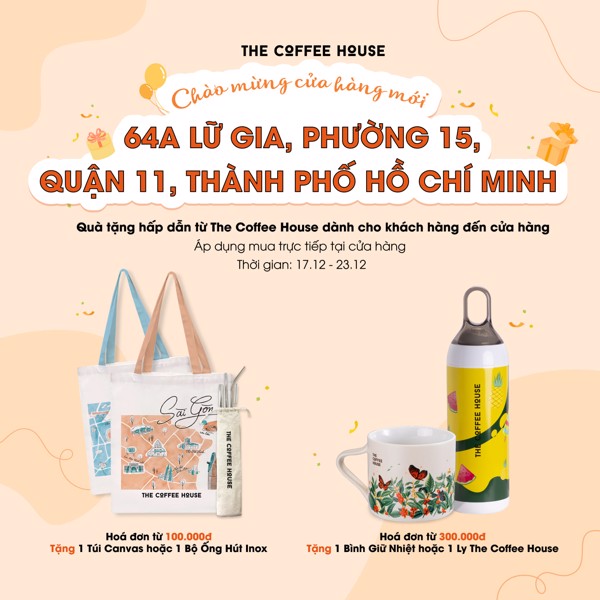 THE COFFEE HOUSE
Chào mừng cửa hàng mới
64A LỮ GIA, PHƯỜNG 15,
QUẬN 11, THÀNH PHỐ HỒ CHÍ MINH
Quà tặng hấp dẫn từ The Coffee House dành cho khách hàng đến cửa hàng
Áp dụng mua trực tiếp tại cửa hàng
Thời gian: 17.12 - 23.12
Sài Gòn
THE COFFEE HOUSE
THE COFFEE HOUSE
THE
COFFEE
HOUSE
THE COFFEE HOUSE
Hoá đơn từ 100.000đ
Tặng 1 Túi Canvas hoặc 1 Bộ Ống Hút Inox
Hoá đơn từ 300.000đ
Tặng 1 Bình Giữ Nhiệt hoặc 1 Ly The Coffee House